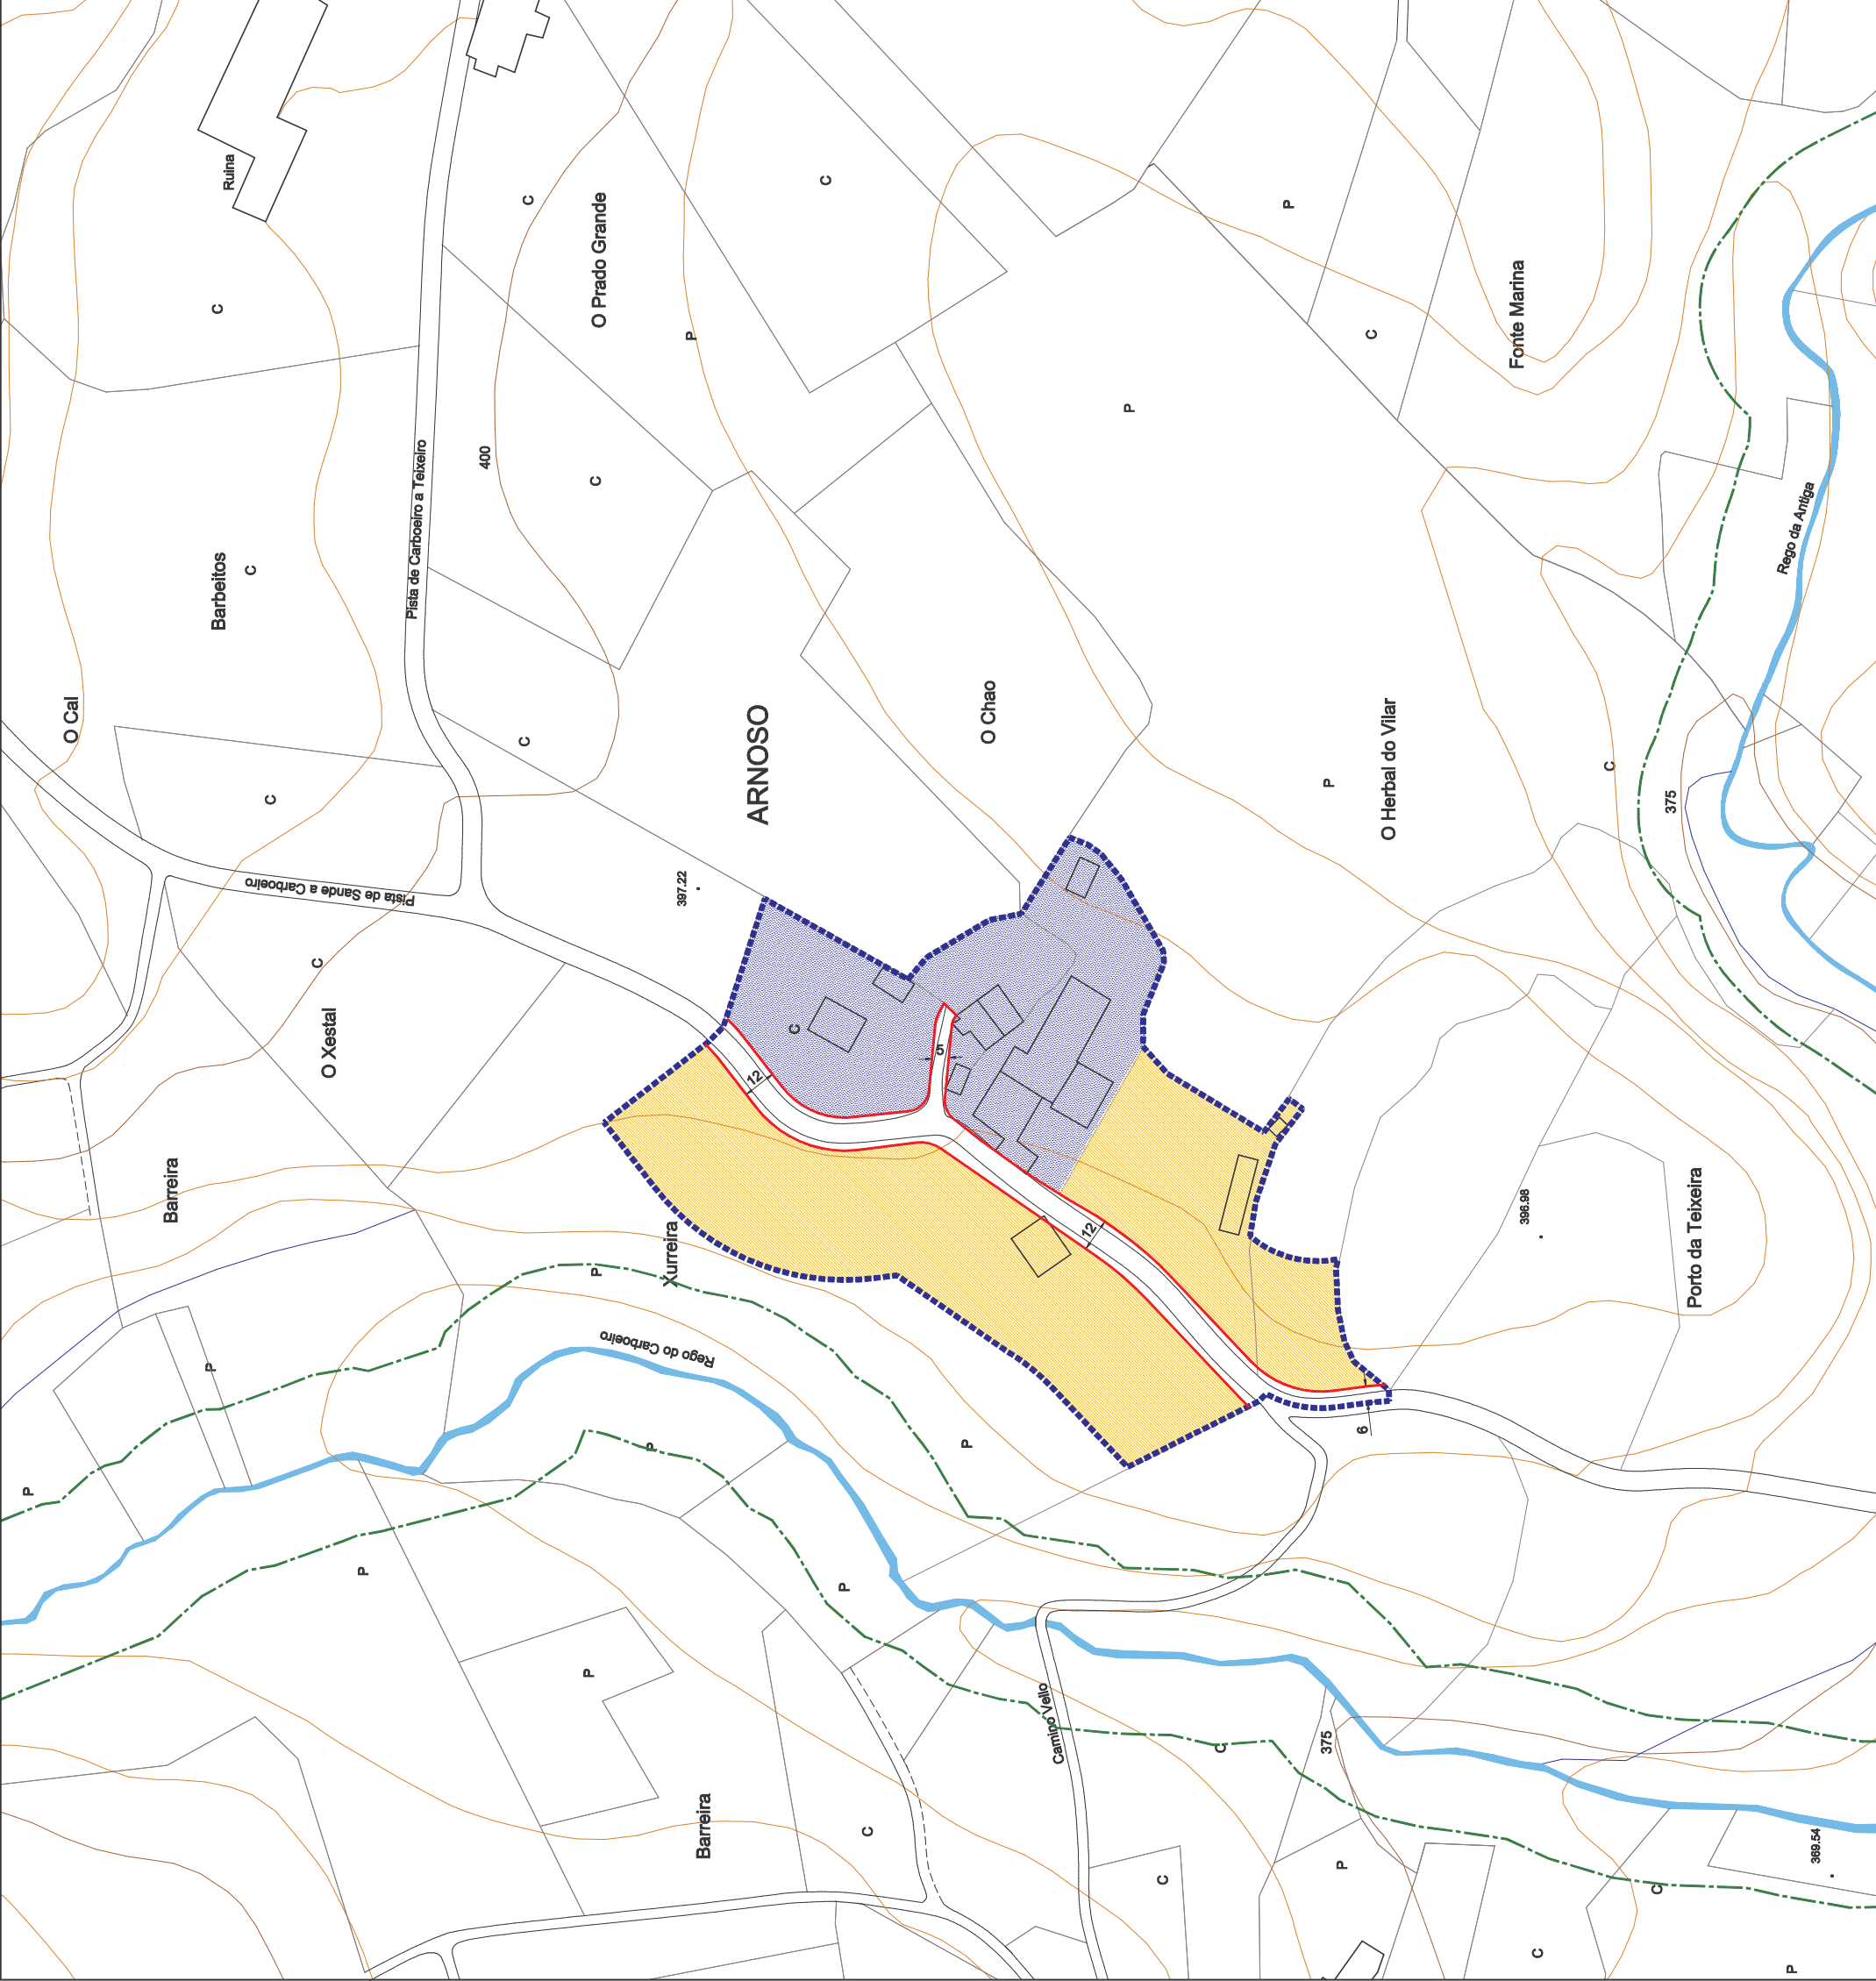 Ruina
C
O Prado Grande
C
P
C
P
C
Fonte Marina
P
Pista de Carboeiro a Teixeiro
400
C
Rego da Antiga
Barbeitos
C
O Cal
C
C
ARNOSO
O Chao
P
O Herbal do Vilar
C
375
Pista de Sande a Carboeiro
397.22
C
O Xestal
C
5
12
Barreira
Xurreira
12
396.98
Porto da Teixeira
P
P
Rego do Carboeiro
6
P
P
P
P
P
P
Camino Vello
C
375
Barreira
C
C
P
369.54
C
C
P